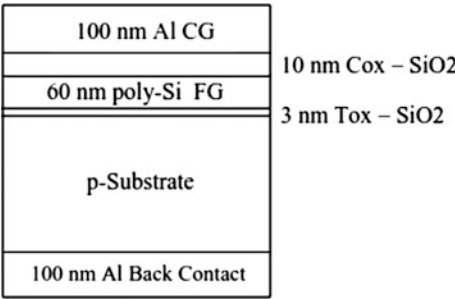 100 nm Al CG
10 nm Cox – SiO2
60 nm poly-Si FG
3 nm Tox – SiO2
p-Substrate
100 nm Al Back Contact